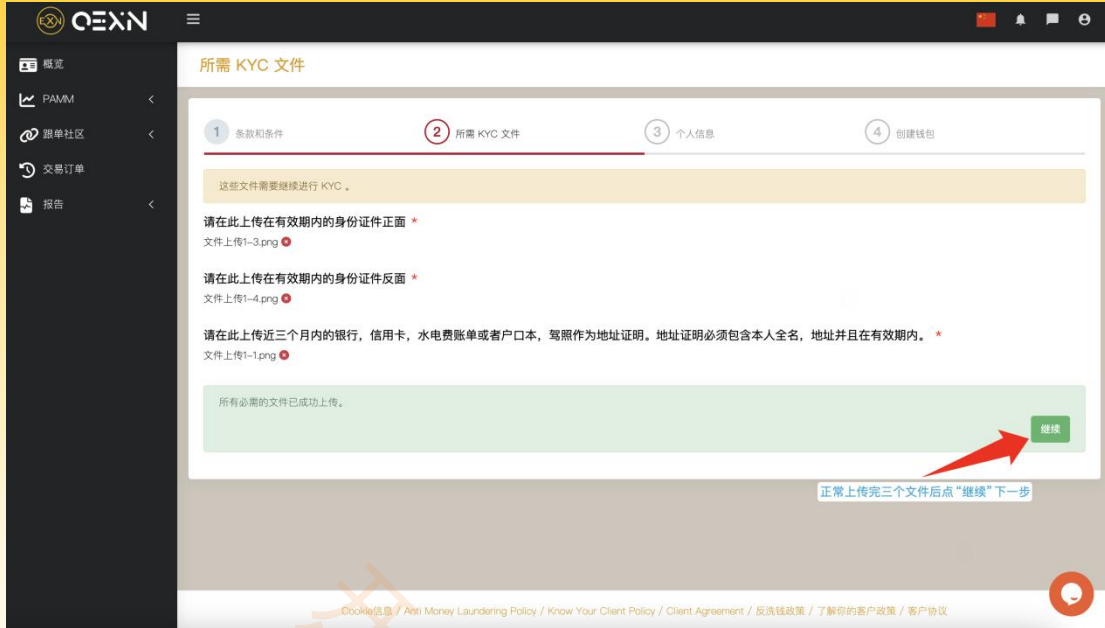 EXN OEXN
概览
PAMM
跟单社区
交易订单
报告
所需 KYC 文件
1 条款和条件
2 所需 KYC 文件
3 个人信息
4 创建钱包
这些文件需要继续进行 KYC 。
请在此上传在有效期内的身份证件正面 *
文件上传1-3.png
请在此上传在有效期内的身份证件反面 *
文件上传1-4.png
请在此上传近三个月内的银行，信用卡，水电费账单或者户口本，驾照作为地址证明。地址证明必须包含本人全名，地址并且在有效期内。 *
文件上传1-1.png
所有必需的文件已成功上传。
继续
正常上传完三个文件后点“继续”下一步
Cookie信息 / Anti Money Laundering Policy / Know Your Client Policy / Client Agreement / 反洗钱政策 / 了解你的客户政策 / 客户协议